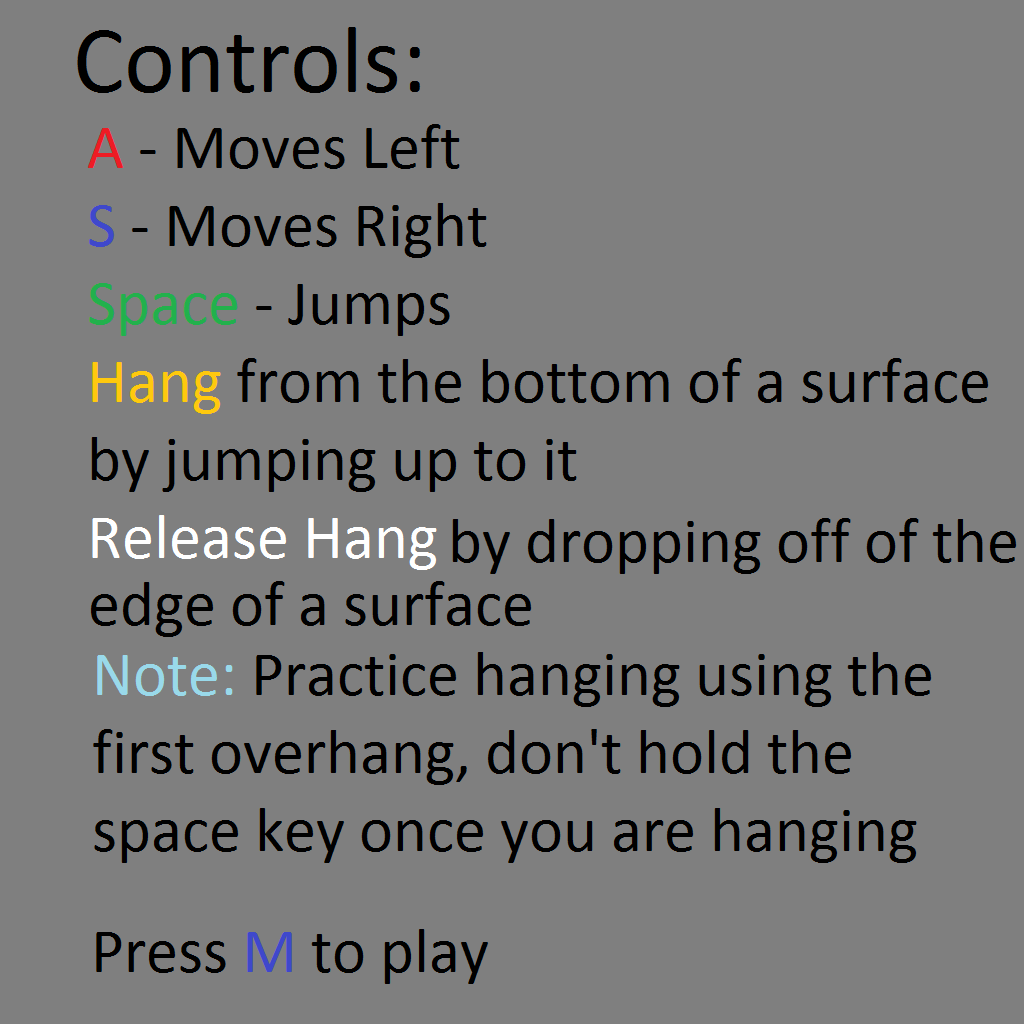 Controls:
A - Moves Left
S - Moves Right
Space - Jumps
Hang from the bottom of a surface
by jumping up to it
Release Hang by dropping off of the
edge of a surface
Note: Practice hanging using the
first overhang, don't hold the
space key once you are hanging
Press M to play